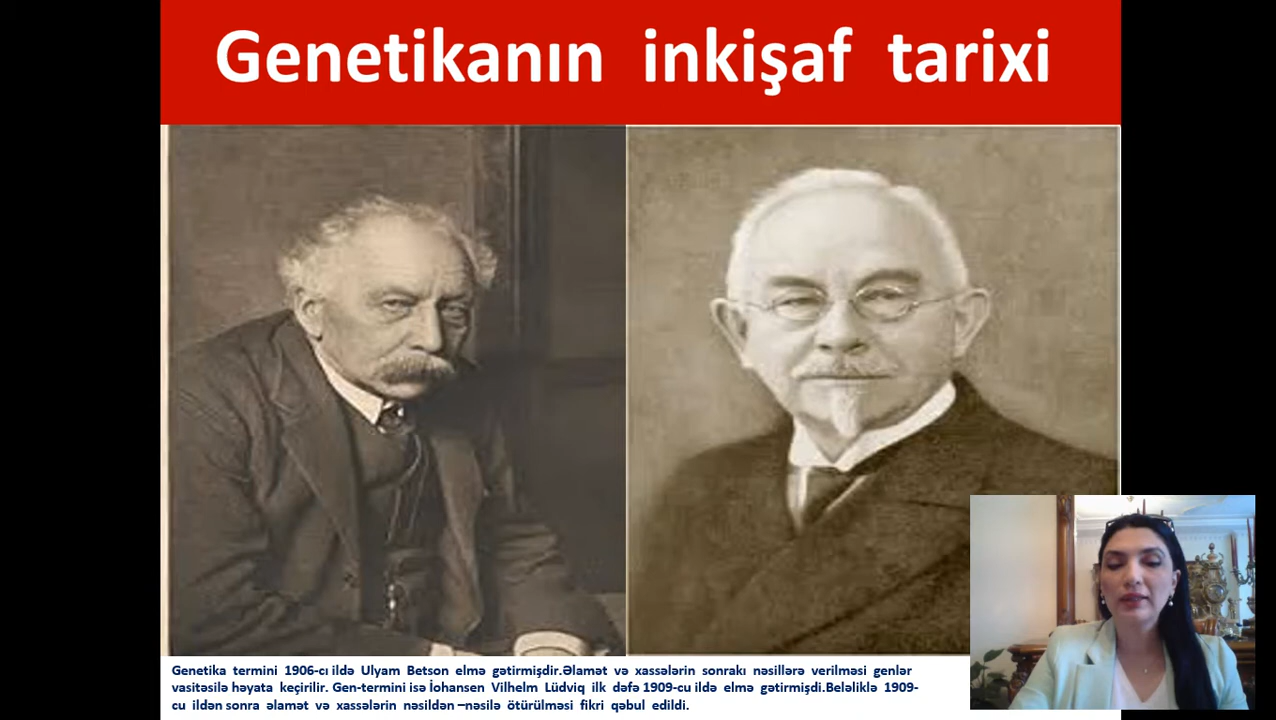 Genetikanın inkişaf tarixi
Genetika termini 1906-cı ildə Ulyam Betson elmə gətirmişdir.Əlamət və xassələrin sonrakı nəsillərə verilməsi genlər
vasitəsilə həyata keçirilir. Gen-termini isə İohansen Vilhelm Lüdviq ilk dəfə 1909-cu ildə elmə gətirmişdi.Beləliklə 1909-
cu ildən sonra əlamət və xassələrin nəsildən –nəsilə ötürülməsi fikri qəbul edildi.